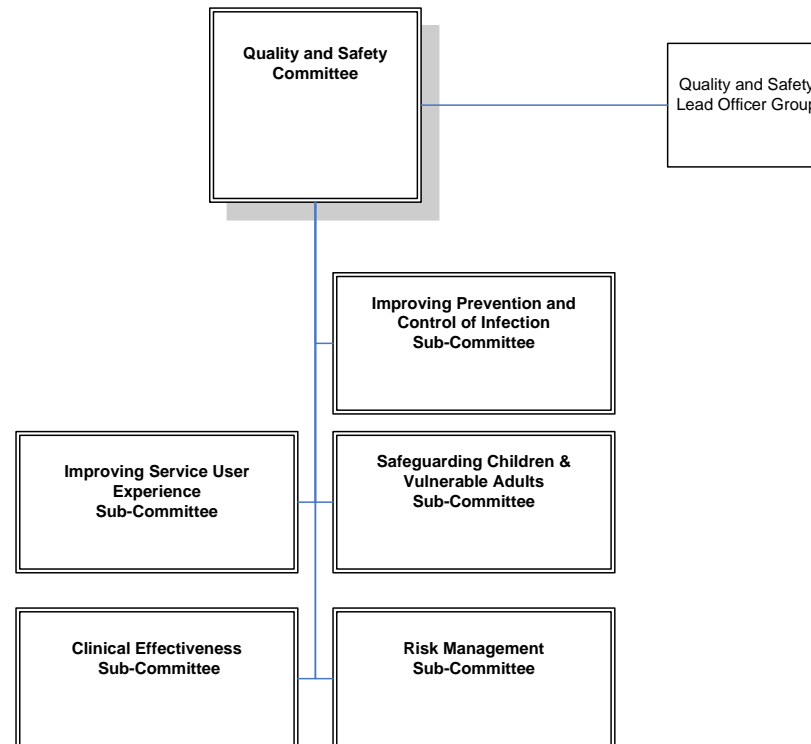 Quality and Safety
Committee
Quality and Safety
Lead Officer Group
Improving Prevention and
Control of Infection
Sub-Committee
Improving Service User
Experience
Sub-Committee
Safeguarding Children &
Vulnerable Adults
Sub-Committee
Clinical Effectiveness
Sub-Committee
Risk Management
Sub-Committee